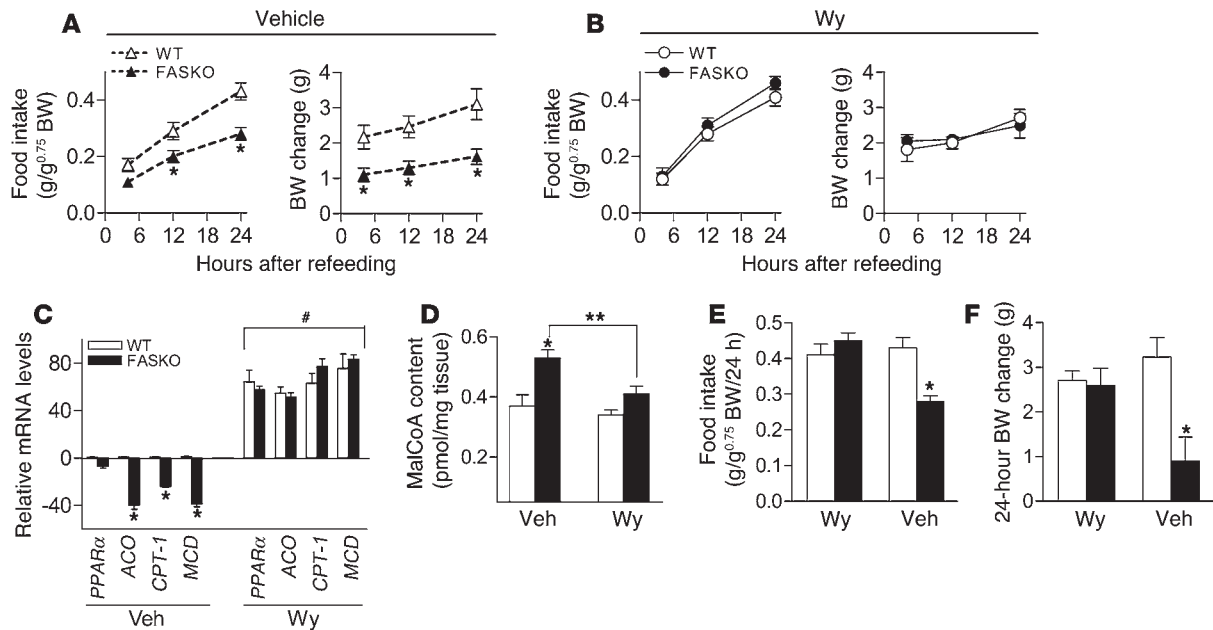 A
Vehicle
WT
FASKO
Food intake
(g/g0.75 BW)
0.4
0.2
0.0
0 6 12 18 24
* *
BW change (g)
4
3
2
1
0
0 6 12 18 24
* * *
Hours after refeeding
B
Wy
WT
FASKO
Food intake
(g/g0.75 BW)
0.4
0.2
0.0
0 6 12 18 24
BW change (g)
4
3
2
1
0
0 6 12 18 24
Hours after refeeding
C
WT
FASKO
#
Relative mRNA levels
80
40
0
-40
* * *
PPARα ACO CPT-1 MCD
PPARα ACO CPT-1 MCD
Veh
Wy
D
**
*
MalCoA content
(pmol/mg tissue)
0.6
0.4
0.2
Veh Wy
E
Food intake
(g/g0.75 BW/24 h)
0.5
0.4
0.3
0.2
0.1
0.0
*
Wy Veh
F
24-hour BW change (g)
4
3
2
1
0
*
Wy Veh